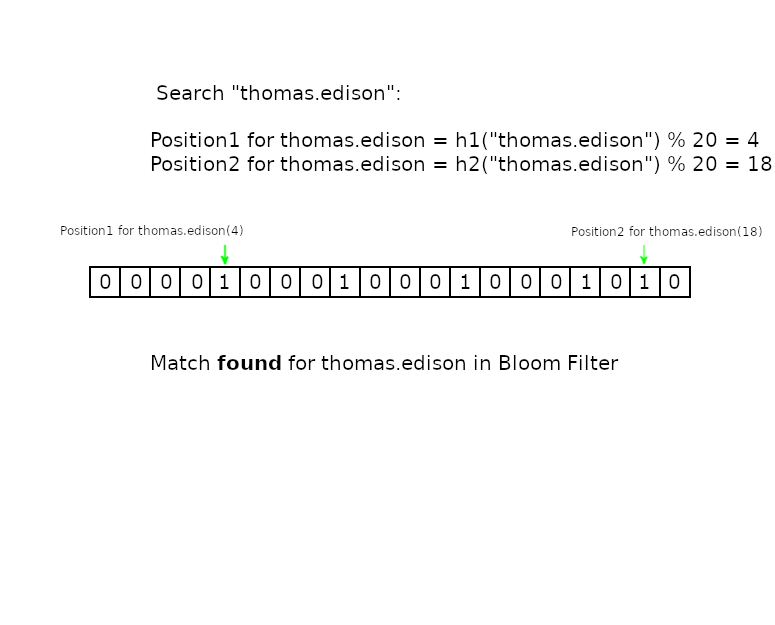 Search "thomas.edison":
Position1 for thomas.edison = h1("thomas.edison") % 20 = 4
Position2 for thomas.edison = h2("thomas.edison") % 20 = 18
Position1 for thomas.edison(4) Position2 for thomas.edison(18)
0 0 0 0 1 0 0 0 1 0 0 0 1 0 0 0 1 0 1 0
Match found for thomas.edison in Bloom Filter